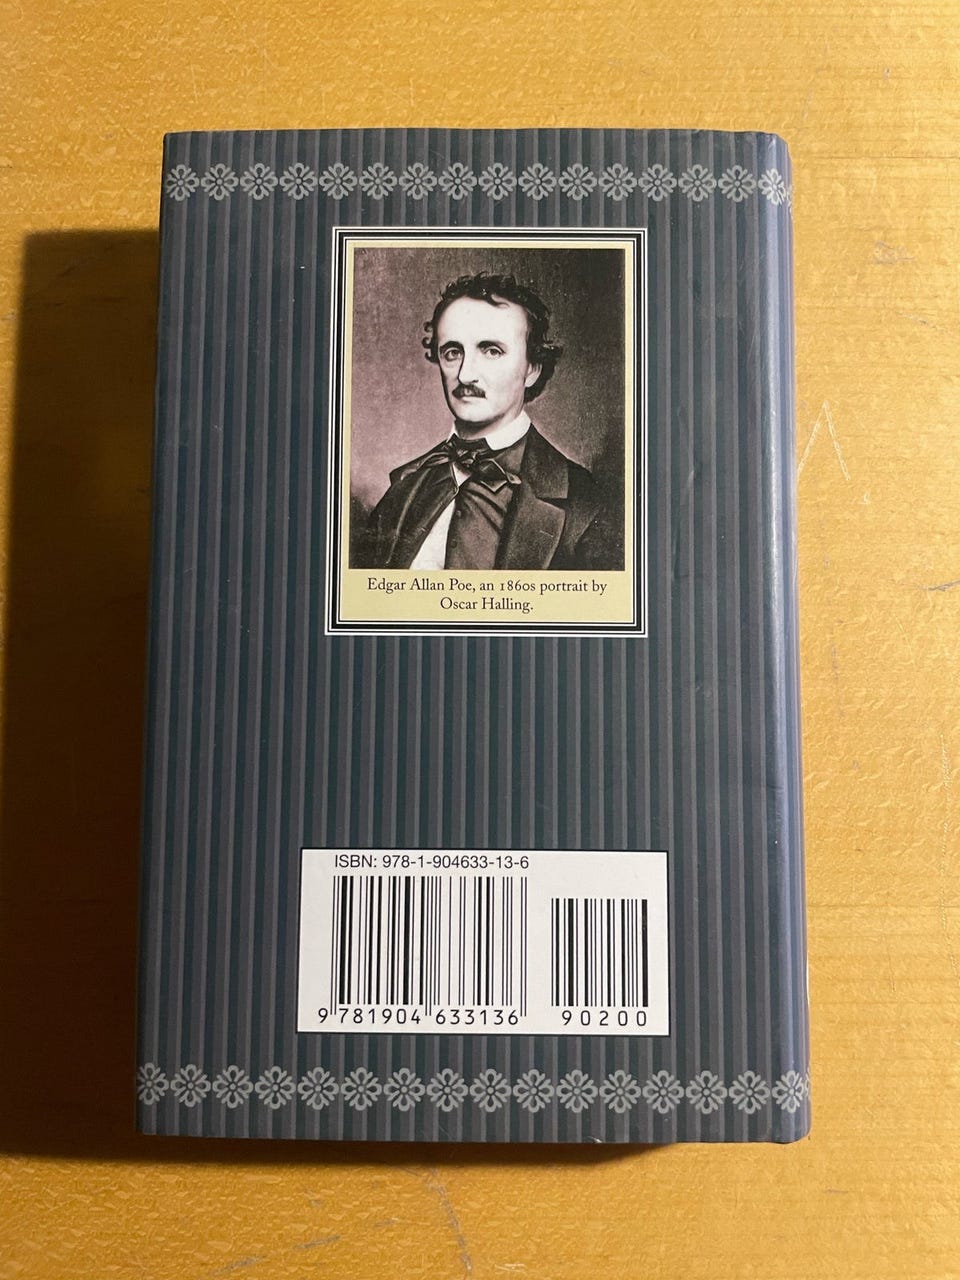 Edgar Allan Poe, an 1860s portrait by
Oscar Halling.
ISBN: 978-1-904633-13-6
9 781904 633136
90200